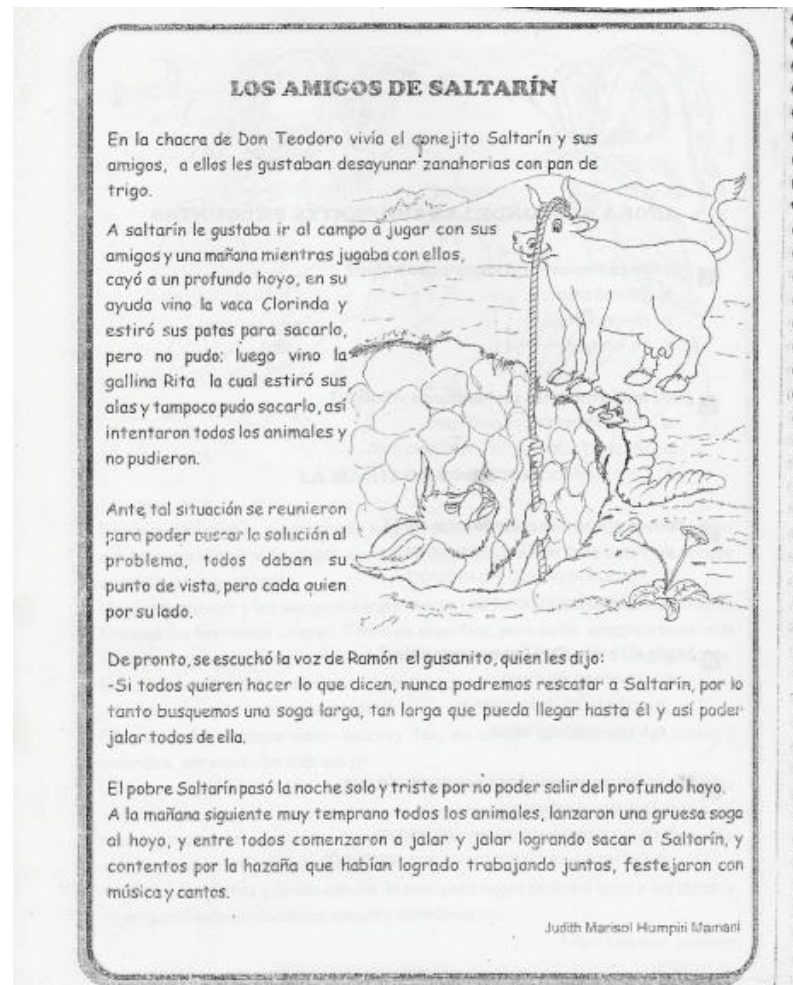 LOS AMIGOS DE SALTARÍN
En la chacra de Don Teodoro vivía el conejito Saltarín y sus
amigos, a ellos les gustaban desayunar zanahorias con pan de
trigo.
A saltarín le gustaba ir al campo a jugar con sus
amigos y una mañana mientras jugaba con ellos,
cayó a un profundo hoyo, en su
ayuda vino la vaca Clorinda y
estiró sus patas para sacarlo,
pero no pudo; luego vino la
gallina Rita la cual estiró sus
alas y tampoco pudo sacarlo, así
intentaron todos los animales y
no pudieron.
Ante tal situación se reunieron
para poder buscar la solución al
problema, todos daban su
punto de vista, pero cada quien
por su lado.
De pronto, se escuchó la voz de Ramón el gusanito, quien les dijo:
-Si todos quieren hacer lo que dicen, nunca podremos rescatar a Saltarín, por lo
tanto busquemos una soga larga, tan larga que pueda llegar hasta él y así poder
jalar todos de ella.
El pobre Saltarín pasó la noche solo y triste por no poder salir del profundo hoyo.
A la mañana siguiente muy temprano todos los animales, lanzaron una gruesa soga
al hoyo, y entre todos comenzaron a jalar y jalar logrando sacar a Saltarín, y
contentos por la hazaña que habían logrado trabajando juntos, festejaron con
música y cantos.
Judith Marisol Humpiri Mamani